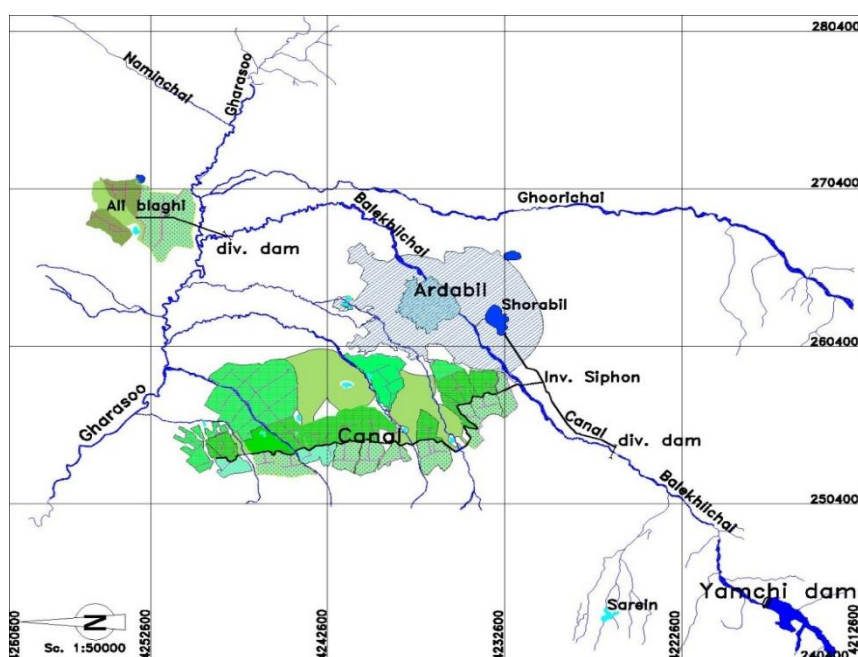 280400
Naminchai
Gharasoo
270400
Ghoorichai
Ali blaghi
Balekhlichai
div. dam
Ardabil
Shorabil
260400
Inv. Siphon
Gharasoo
Canal
Canal
div. dam
250400
Balekhlichai
Yamchi dam
Sarein
N
Sc. 1:50000
4260600
4252600
4242600
4232600
4222600
240400
4212600